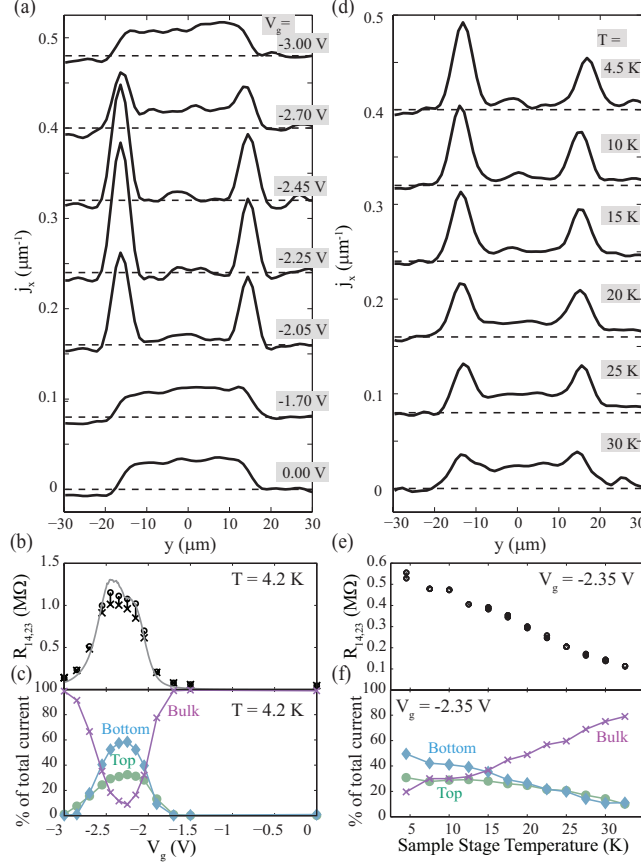 (a)
V_g =
0.5
-3.00 V
0.4
-2.70 V
0.3
-2.45 V
j_x (μm⁻¹)
0.2
-2.25 V
-2.05 V
0.1
-1.70 V
0.00 V
0
−30 −20 −10 0 10 20 30
y (μm)
(d)
T =
0.5
4.5 K
0.4
10 K
0.3
15 K
j_x (μm⁻¹)
0.2
20 K
25 K
0.1
30 K
0
−30 −20 −10 0 10 20 30
y (μm)
(b)
R_14,23 (MΩ)
1.5
1.0
0.5
T = 4.2 K
(c)
% of total current
100
80
60
40
20
0
Bulk
T = 4.2 K
Bottom
Top
−3 −2.5 −2 −1.5 −1 −0.5 0
V_g (V)
(e)
R_14,23 (MΩ)
0.6
0.5
0.4
0.3
0.2
0.1
V_g = -2.35 V
(f)
% of total current
100
80
60
40
20
0
V_g = -2.35 V
Bottom
Bulk
Top
5 10 15 20 25 30
Sample Stage Temperature (K)